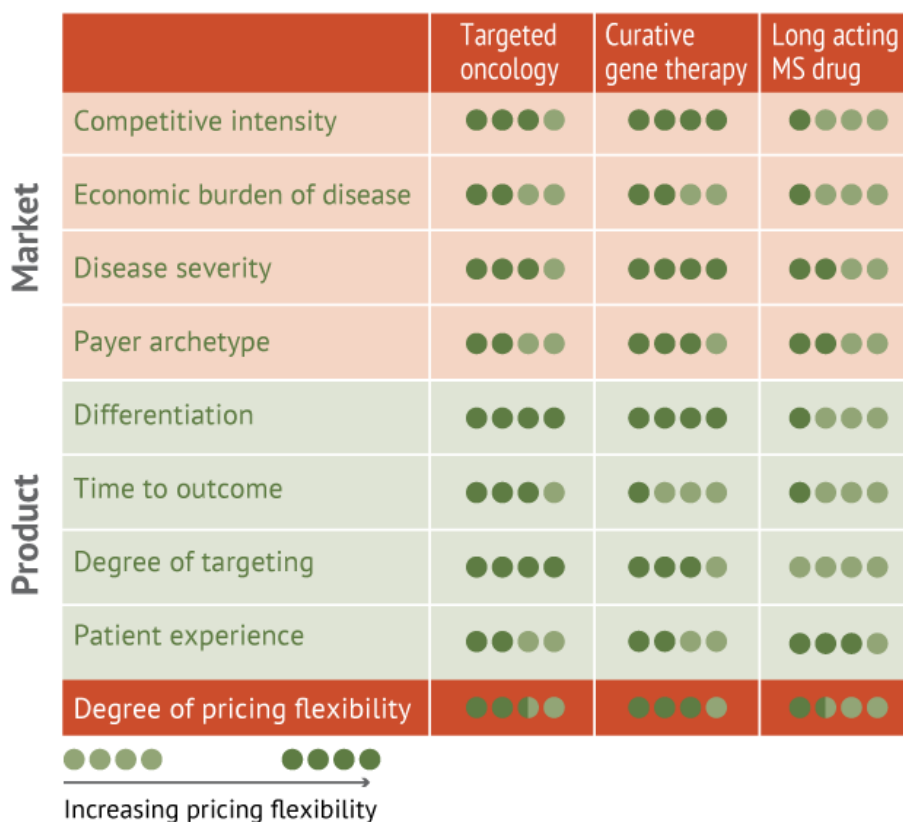 Targeted
oncology
Curative
gene therapy
Long acting
MS drug
Market
Competitive intensity
Economic burden of disease
Disease severity
Payer archetype
Product
Differentiation
Time to outcome
Degree of targeting
Patient experience
Degree of pricing flexibility
Increasing pricing flexibility